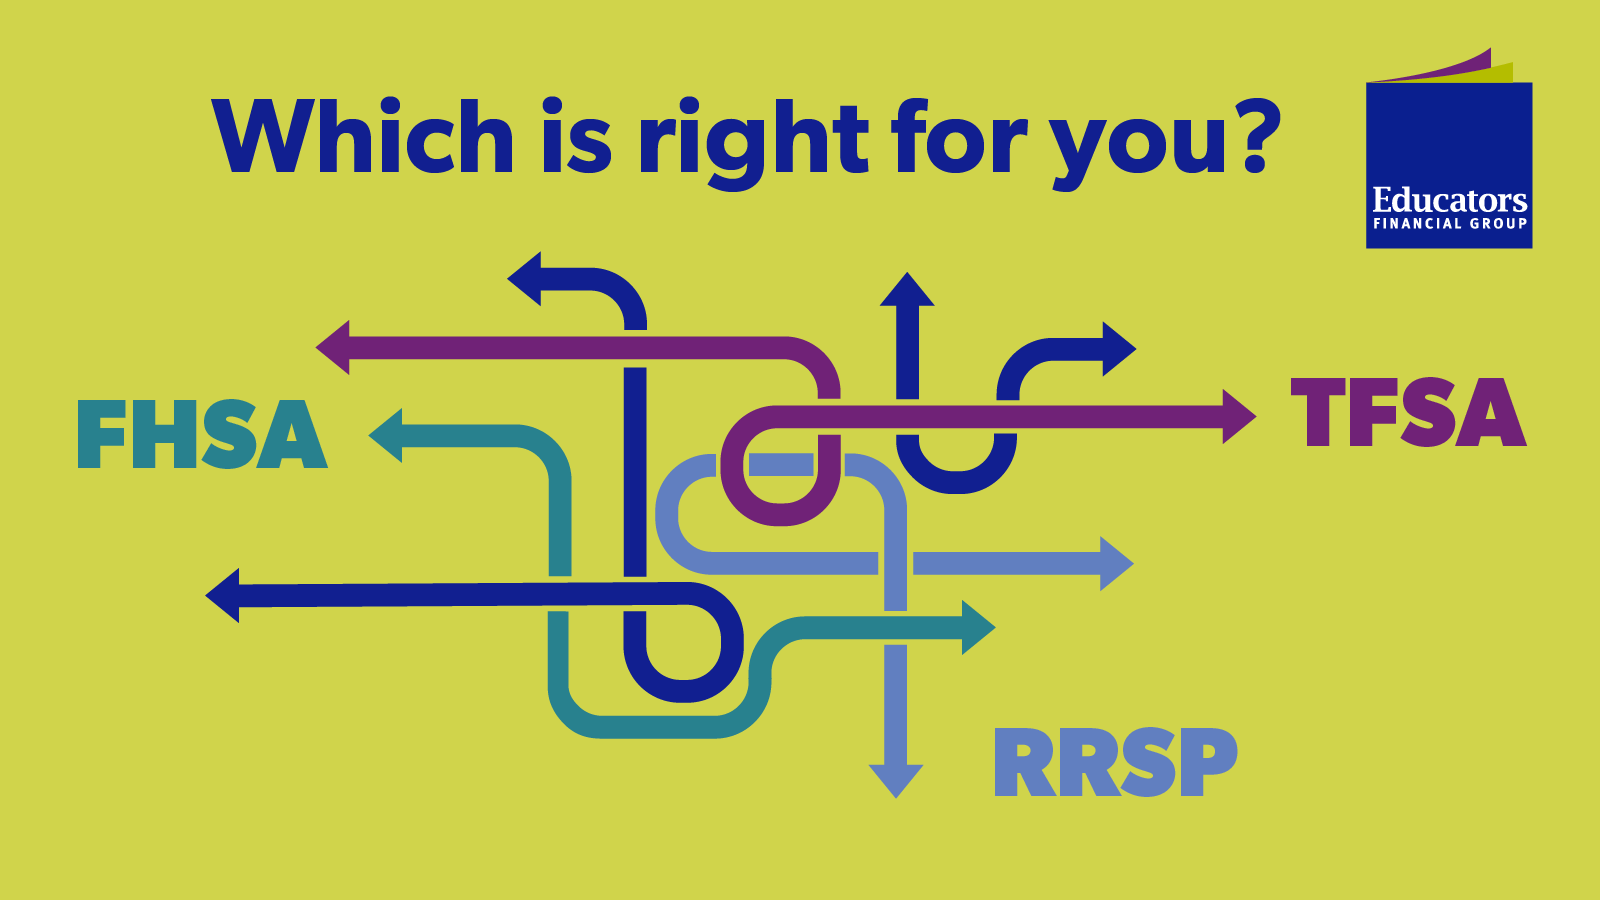 Which is right for you?
Educators
FINANCIAL GROUP
FHSA
TFSA
RRSP